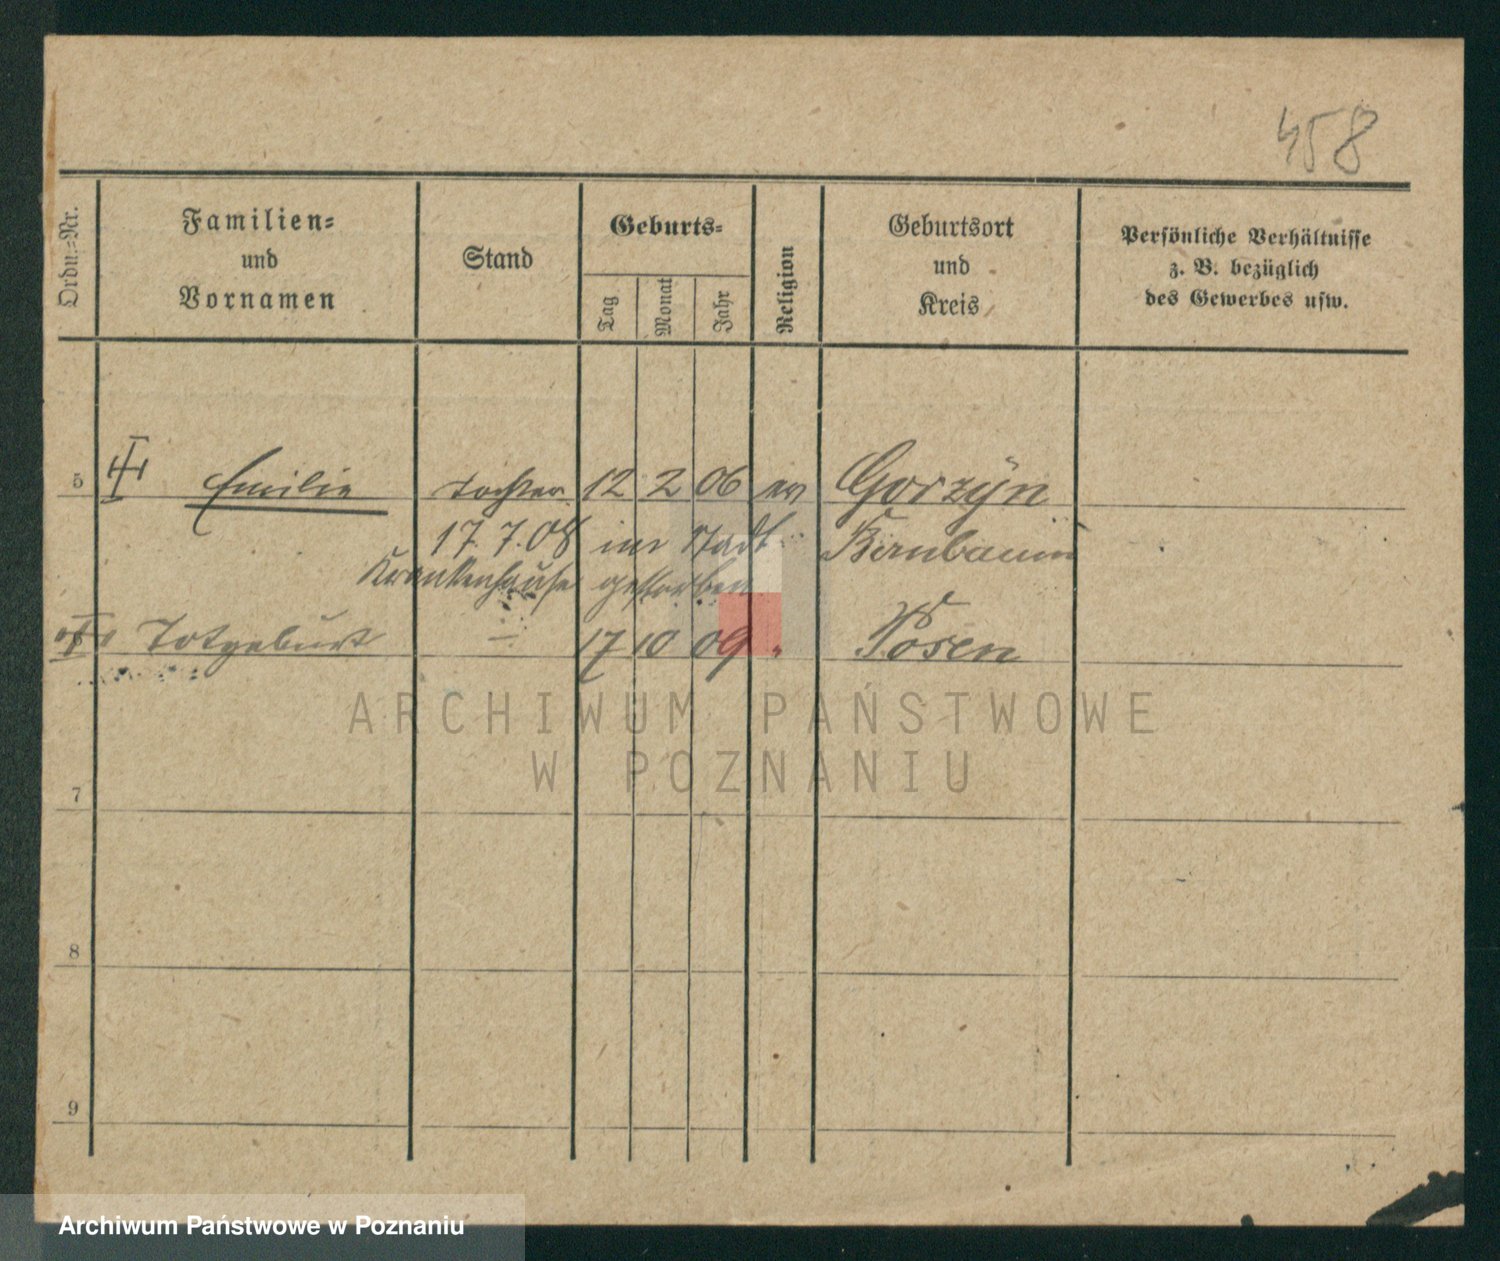 458
Ordn.=Nr.
Familien=
und
Vornamen
Stand
Geburts=
Tag
Monat
Jahr
Religion
Geburtsort
und
Kreis
Persönliche Verhältnisse
z. B. bezüglich
des Gewerbes usw.
5 Emilie Tochter 12 2 06 ev Gorzyn
17. 7. 08 im Stadt Birnbaum
Krankenhause gestorben
Totgeburt — 17 10 09 " Posen
ARCHIWUM PAŃSTWOWE
W POZNANIU
7
8
9
Archiwum Państwowe w Poznaniu